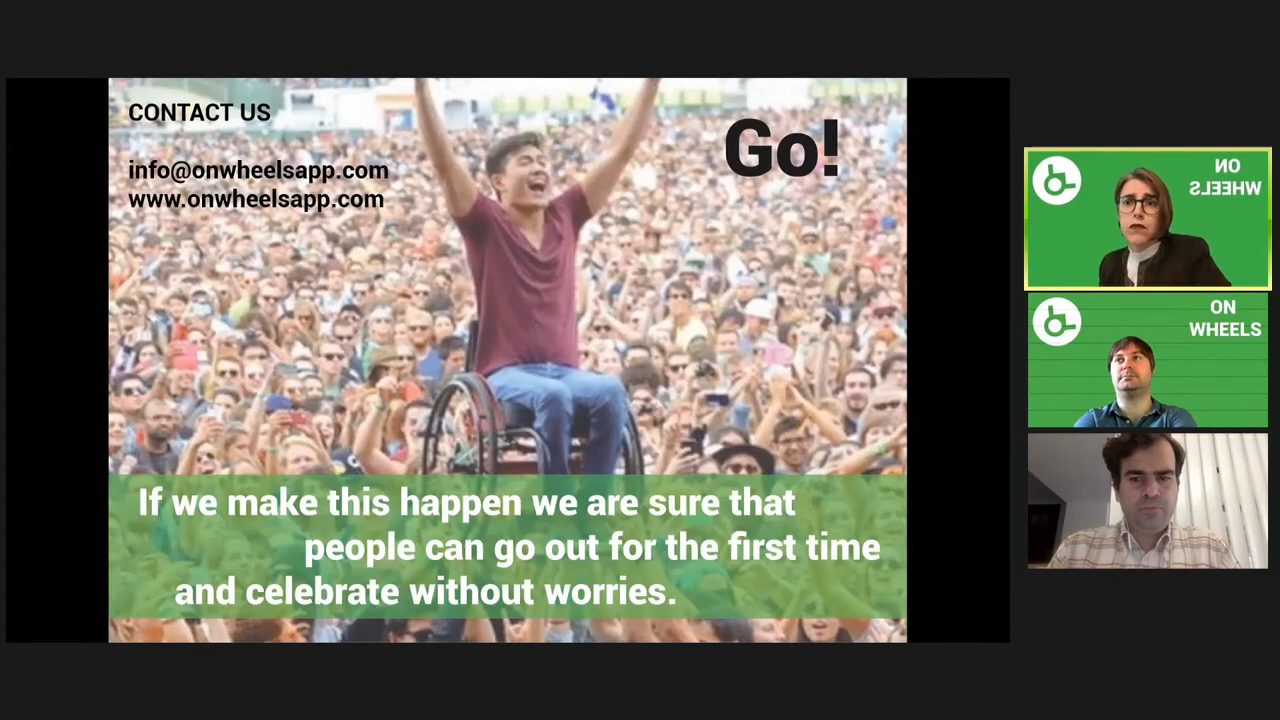 CONTACT US
info@onwheelsapp.com
www.onwheelsapp.com
Go!
If we make this happen we are sure that
people can go out for the first time
and celebrate without worries.
ON
WHEELS
ON
WHEELS